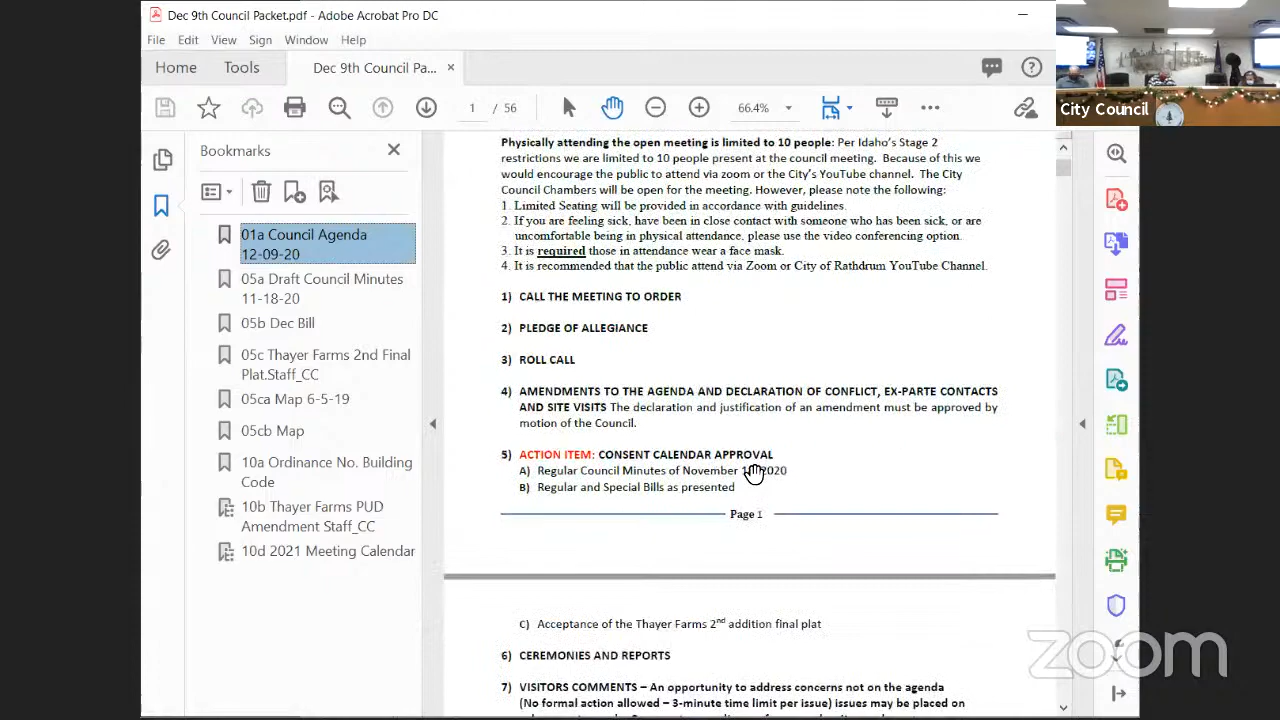 Dec 9th Council Packet.pdf - Adobe Acrobat Pro DC
File Edit View Sign Window Help
Home Tools Dec 9th Council Pa... ×
1 / 56 66.4%
Bookmarks
01a Council Agenda
12-09-20
05a Draft Council Minutes
11-18-20
05b Dec Bill
05c Thayer Farms 2nd Final
Plat.Staff_CC
05ca Map 6-5-19
05cb Map
10a Ordinance No. Building
Code
10b Thayer Farms PUD
Amendment Staff_CC
10d 2021 Meeting Calendar
Physically attending the open meeting is limited to 10 people: Per Idaho's Stage 2
restrictions we are limited to 10 people present at the council meeting. Because of this we
would encourage the public to attend via zoom or the City's YouTube channel. The City
Council Chambers will be open for the meeting. However, please note the following:
1. Limited Seating will be provided in accordance with guidelines.
2. If you are feeling sick, have been in close contact with someone who has been sick, or are
uncomfortable being in physical attendance, please use the video conferencing option.
3. It is required those in attendance wear a face mask.
4. It is recommended that the public attend via Zoom or City of Rathdrum YouTube Channel.
1) CALL THE MEETING TO ORDER
2) PLEDGE OF ALLEGIANCE
3) ROLL CALL
4) AMENDMENTS TO THE AGENDA AND DECLARATION OF CONFLICT, EX-PARTE CONTACTS
AND SITE VISITS The declaration and justification of an amendment must be approved by
motion of the Council.
5) ACTION ITEM: CONSENT CALENDAR APPROVAL
A) Regular Council Minutes of November 2020
B) Regular and Special Bills as presented
Page 1
C) Acceptance of the Thayer Farms 2nd addition final plat
6) CEREMONIES AND REPORTS
7) VISITORS COMMENTS – An opportunity to address concerns not on the agenda
(No formal action allowed – 3-minute time limit per issue) issues may be placed on
City Council
zoom